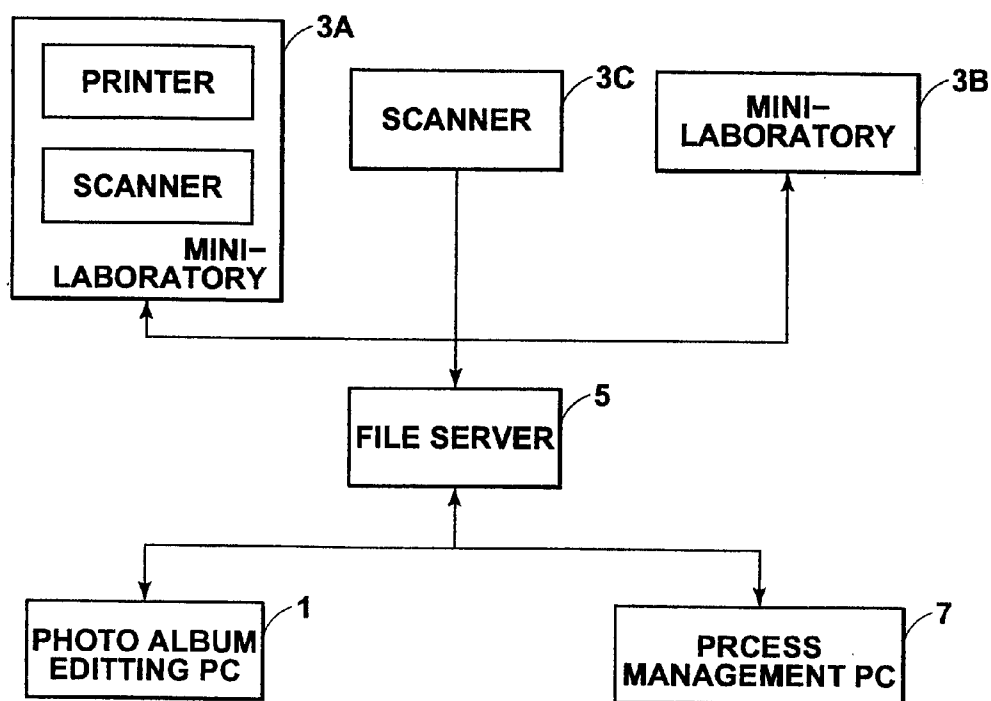 3A
PRINTER
SCANNER
MINI–
LABORATORY
3C
SCANNER
3B
MINI–
LABORATORY
5
FILE SERVER
1
PHOTO ALBUM
EDITTING PC
7
PRCESS
MANAGEMENT PC